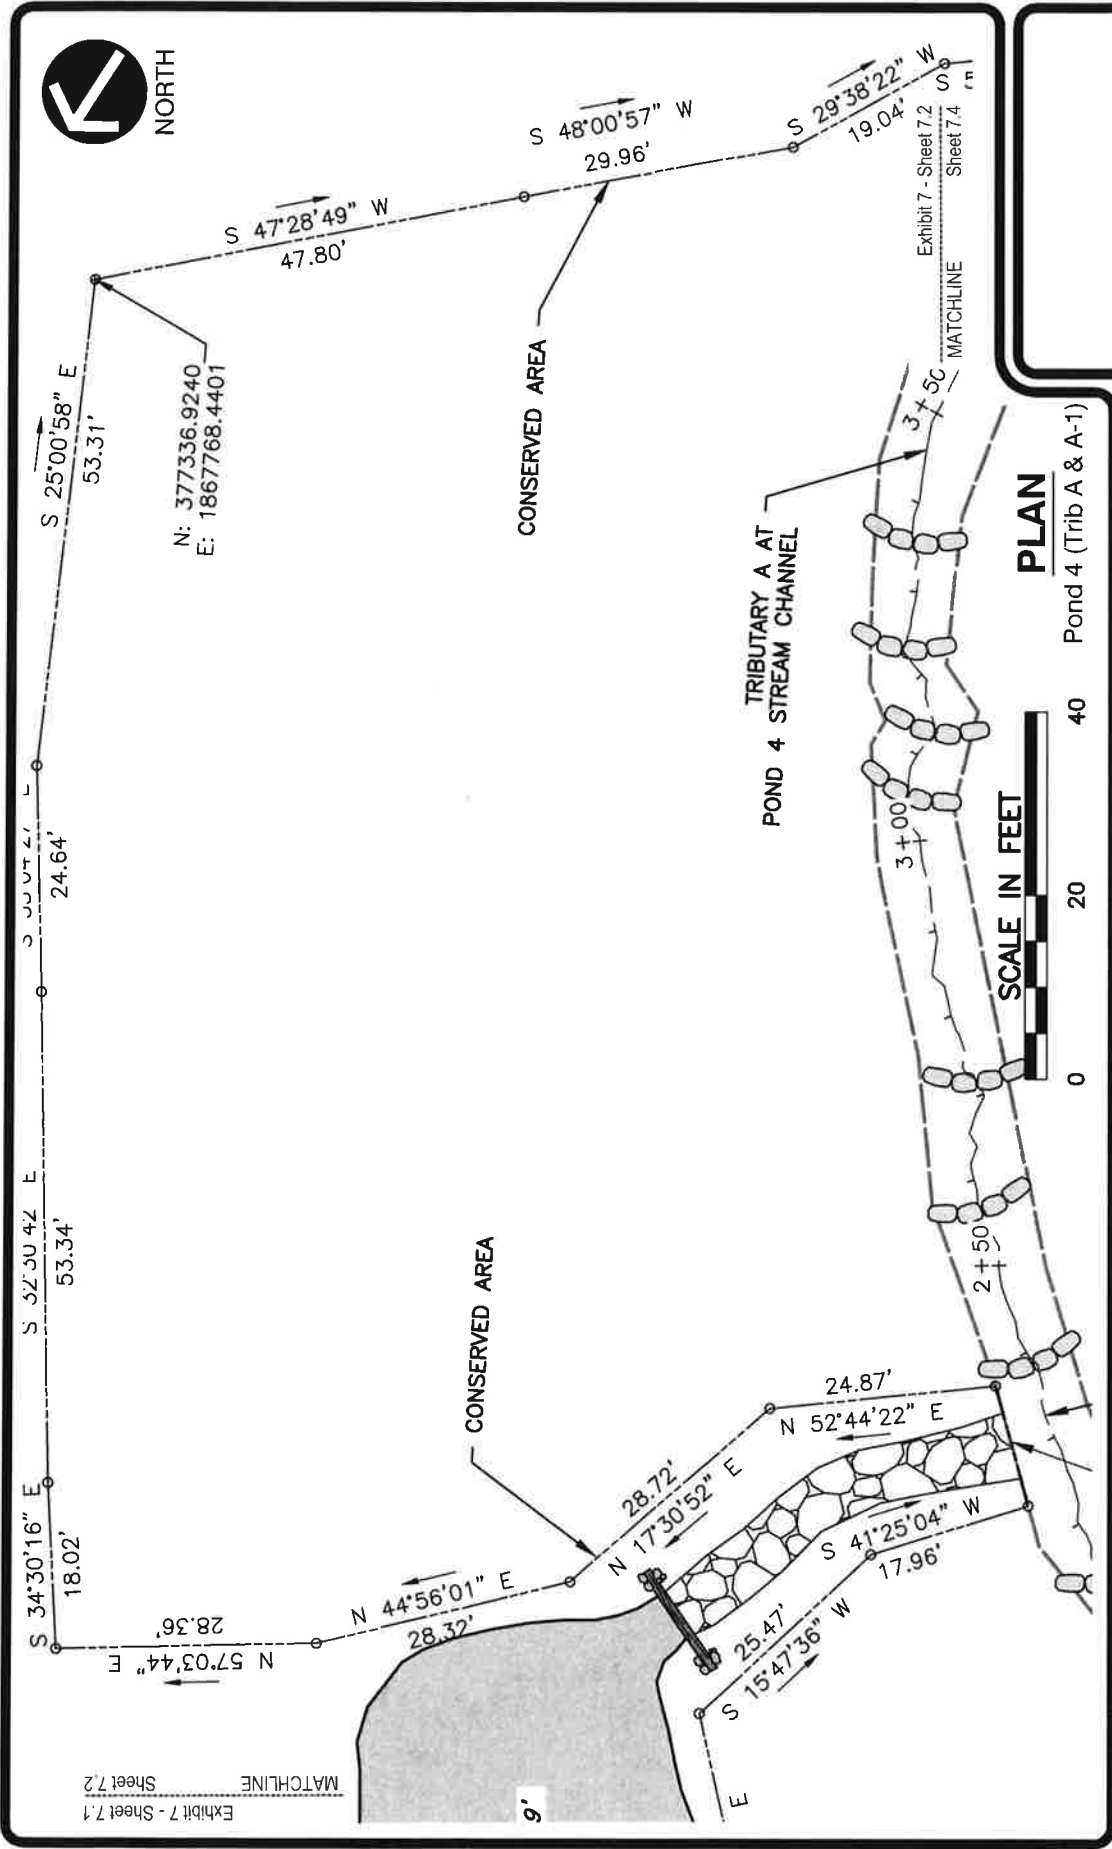 NORTH
S 34°30'16" E
18.02'
53.34'
24.64'
S 25°00'58" E
53.31'
N: 377336.9240
E: 1867768.4401
S 47°28'49" W
47.80'
S 48°00'57" W
29.96'
S 29°38'22" W
19.04'
S
Exhibit 7 - Sheet 7.2
MATCHLINE
Sheet 7.4
CONSERVED AREA
CONSERVED AREA
Exhibit 7 - Sheet 7.1
MATCHLINE
Sheet 7.2
N 57°03'44" E
28.36'
N 44°56'01" E
28.32'
N 17°30'52" E
28.72'
N 52°44'22" E
24.87'
S 41°25'04" W
17.96'
S 15°47'36" W
25.47'
E
9'
TRIBUTARY A AT
POND 4 STREAM CHANNEL
2+50
3+00
3+50
SCALE IN FEET
0
20
40
PLAN
Pond 4 (Trib A & A-1)